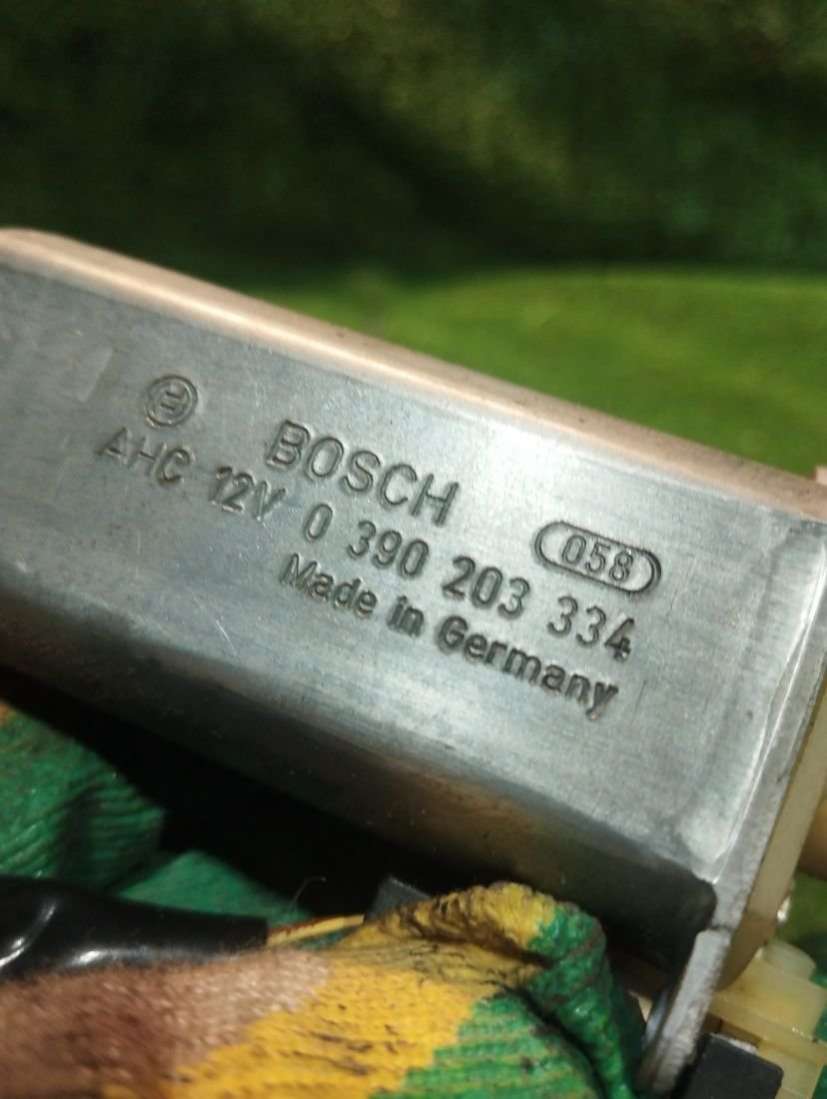 BOSCH
058
AHC 12V 0 390 203 334
Made in Germany